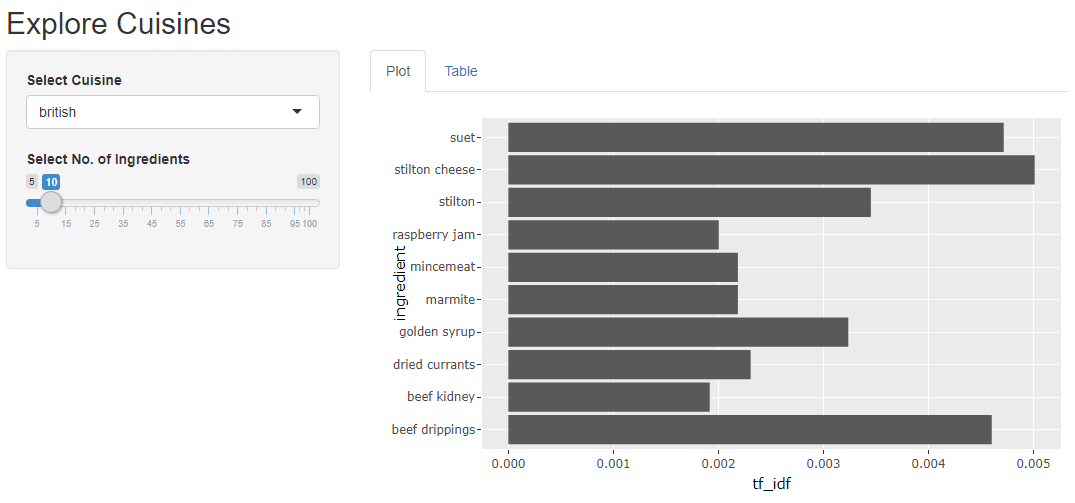 Explore Cuisines
Select Cuisine
british
Select No. of Ingredients
5 10 100
5 15 25 35 45 55 65 75 85 95 100
Plot Table
suet
stilton cheese
stilton
raspberry jam
mincemeat
marmite
golden syrup
dried currants
beef kidney
beef drippings
ingredient
0.000 0.001 0.002 0.003 0.004 0.005
tf_idf